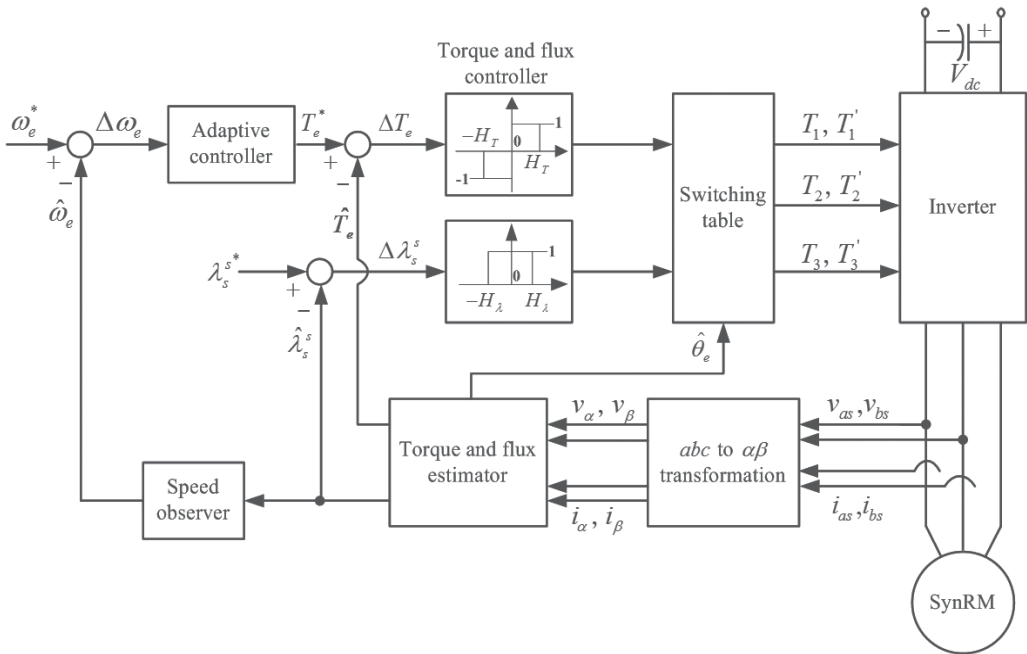 − +
V_dc
Torque and flux
controller
ω_e^*
+
−
ω̂_e
Δω_e
Adaptive
controller
T_e^*
+
−
T̂_e
ΔT_e
−H_T
0
1
H_T
-1
λ_s^{s*}
+
−
λ̂_s^s
Δλ_s^s
1
0
−H_λ
H_λ
Switching
table
T_1, T_1^'
T_2, T_2^'
T_3, T_3^'
Inverter
θ̂_e
Speed
observer
Torque and flux
estimator
v_α, v_β
i_α, i_β
abc to αβ
transformation
v_as, v_bs
i_as, i_bs
SynRM